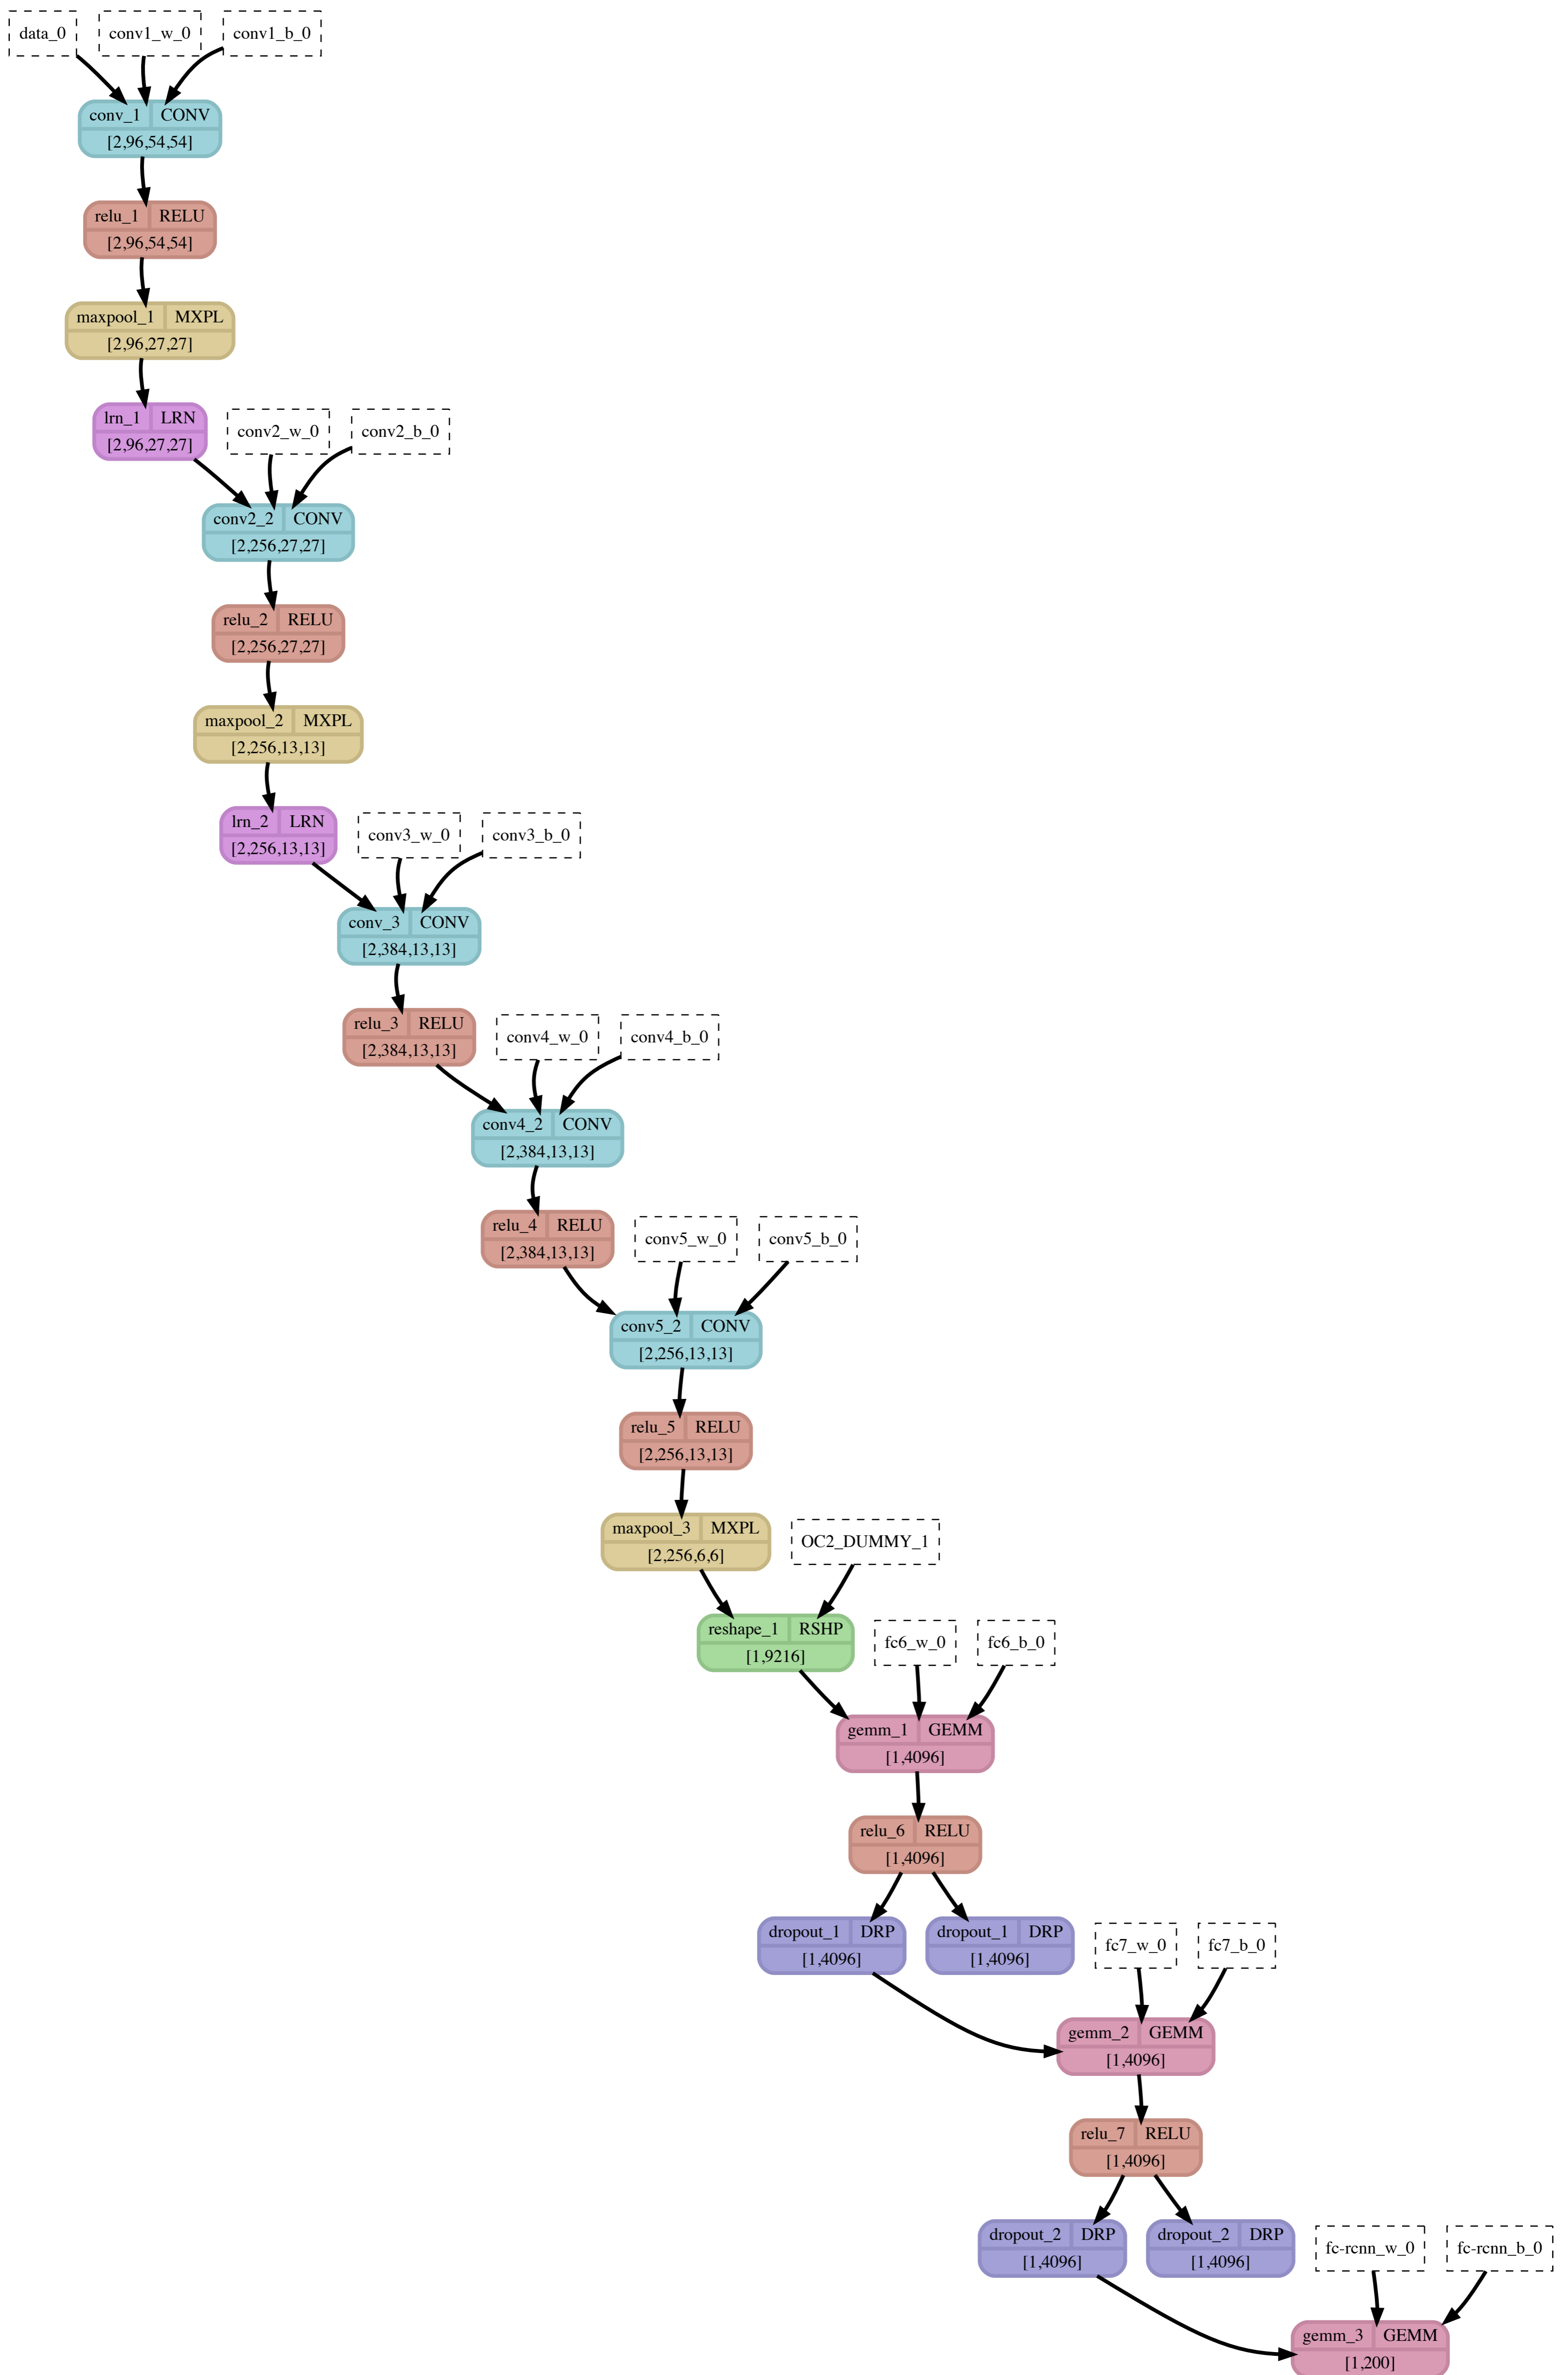 data_0
conv1_w_0
conv1_b_0
conv_1 CONV
[2,96,54,54]
relu_1 RELU
[2,96,54,54]
maxpool_1 MXPL
[2,96,27,27]
lrn_1 LRN
[2,96,27,27]
conv2_w_0
conv2_b_0
conv2_2 CONV
[2,256,27,27]
relu_2 RELU
[2,256,27,27]
maxpool_2 MXPL
[2,256,13,13]
lrn_2 LRN
[2,256,13,13]
conv3_w_0
conv3_b_0
conv_3 CONV
[2,384,13,13]
relu_3 RELU
[2,384,13,13]
conv4_w_0
conv4_b_0
conv4_2 CONV
[2,384,13,13]
relu_4 RELU
[2,384,13,13]
conv5_w_0
conv5_b_0
conv5_2 CONV
[2,256,13,13]
relu_5 RELU
[2,256,13,13]
maxpool_3 MXPL
[2,256,6,6]
OC2_DUMMY_1
reshape_1 RSHP
[1,9216]
fc6_w_0
fc6_b_0
gemm_1 GEMM
[1,4096]
relu_6 RELU
[1,4096]
dropout_1 DRP
[1,4096]
dropout_1 DRP
[1,4096]
fc7_w_0
fc7_b_0
gemm_2 GEMM
[1,4096]
relu_7 RELU
[1,4096]
dropout_2 DRP
[1,4096]
dropout_2 DRP
[1,4096]
fc-rcnn_w_0
fc-rcnn_b_0
gemm_3 GEMM
[1,200]